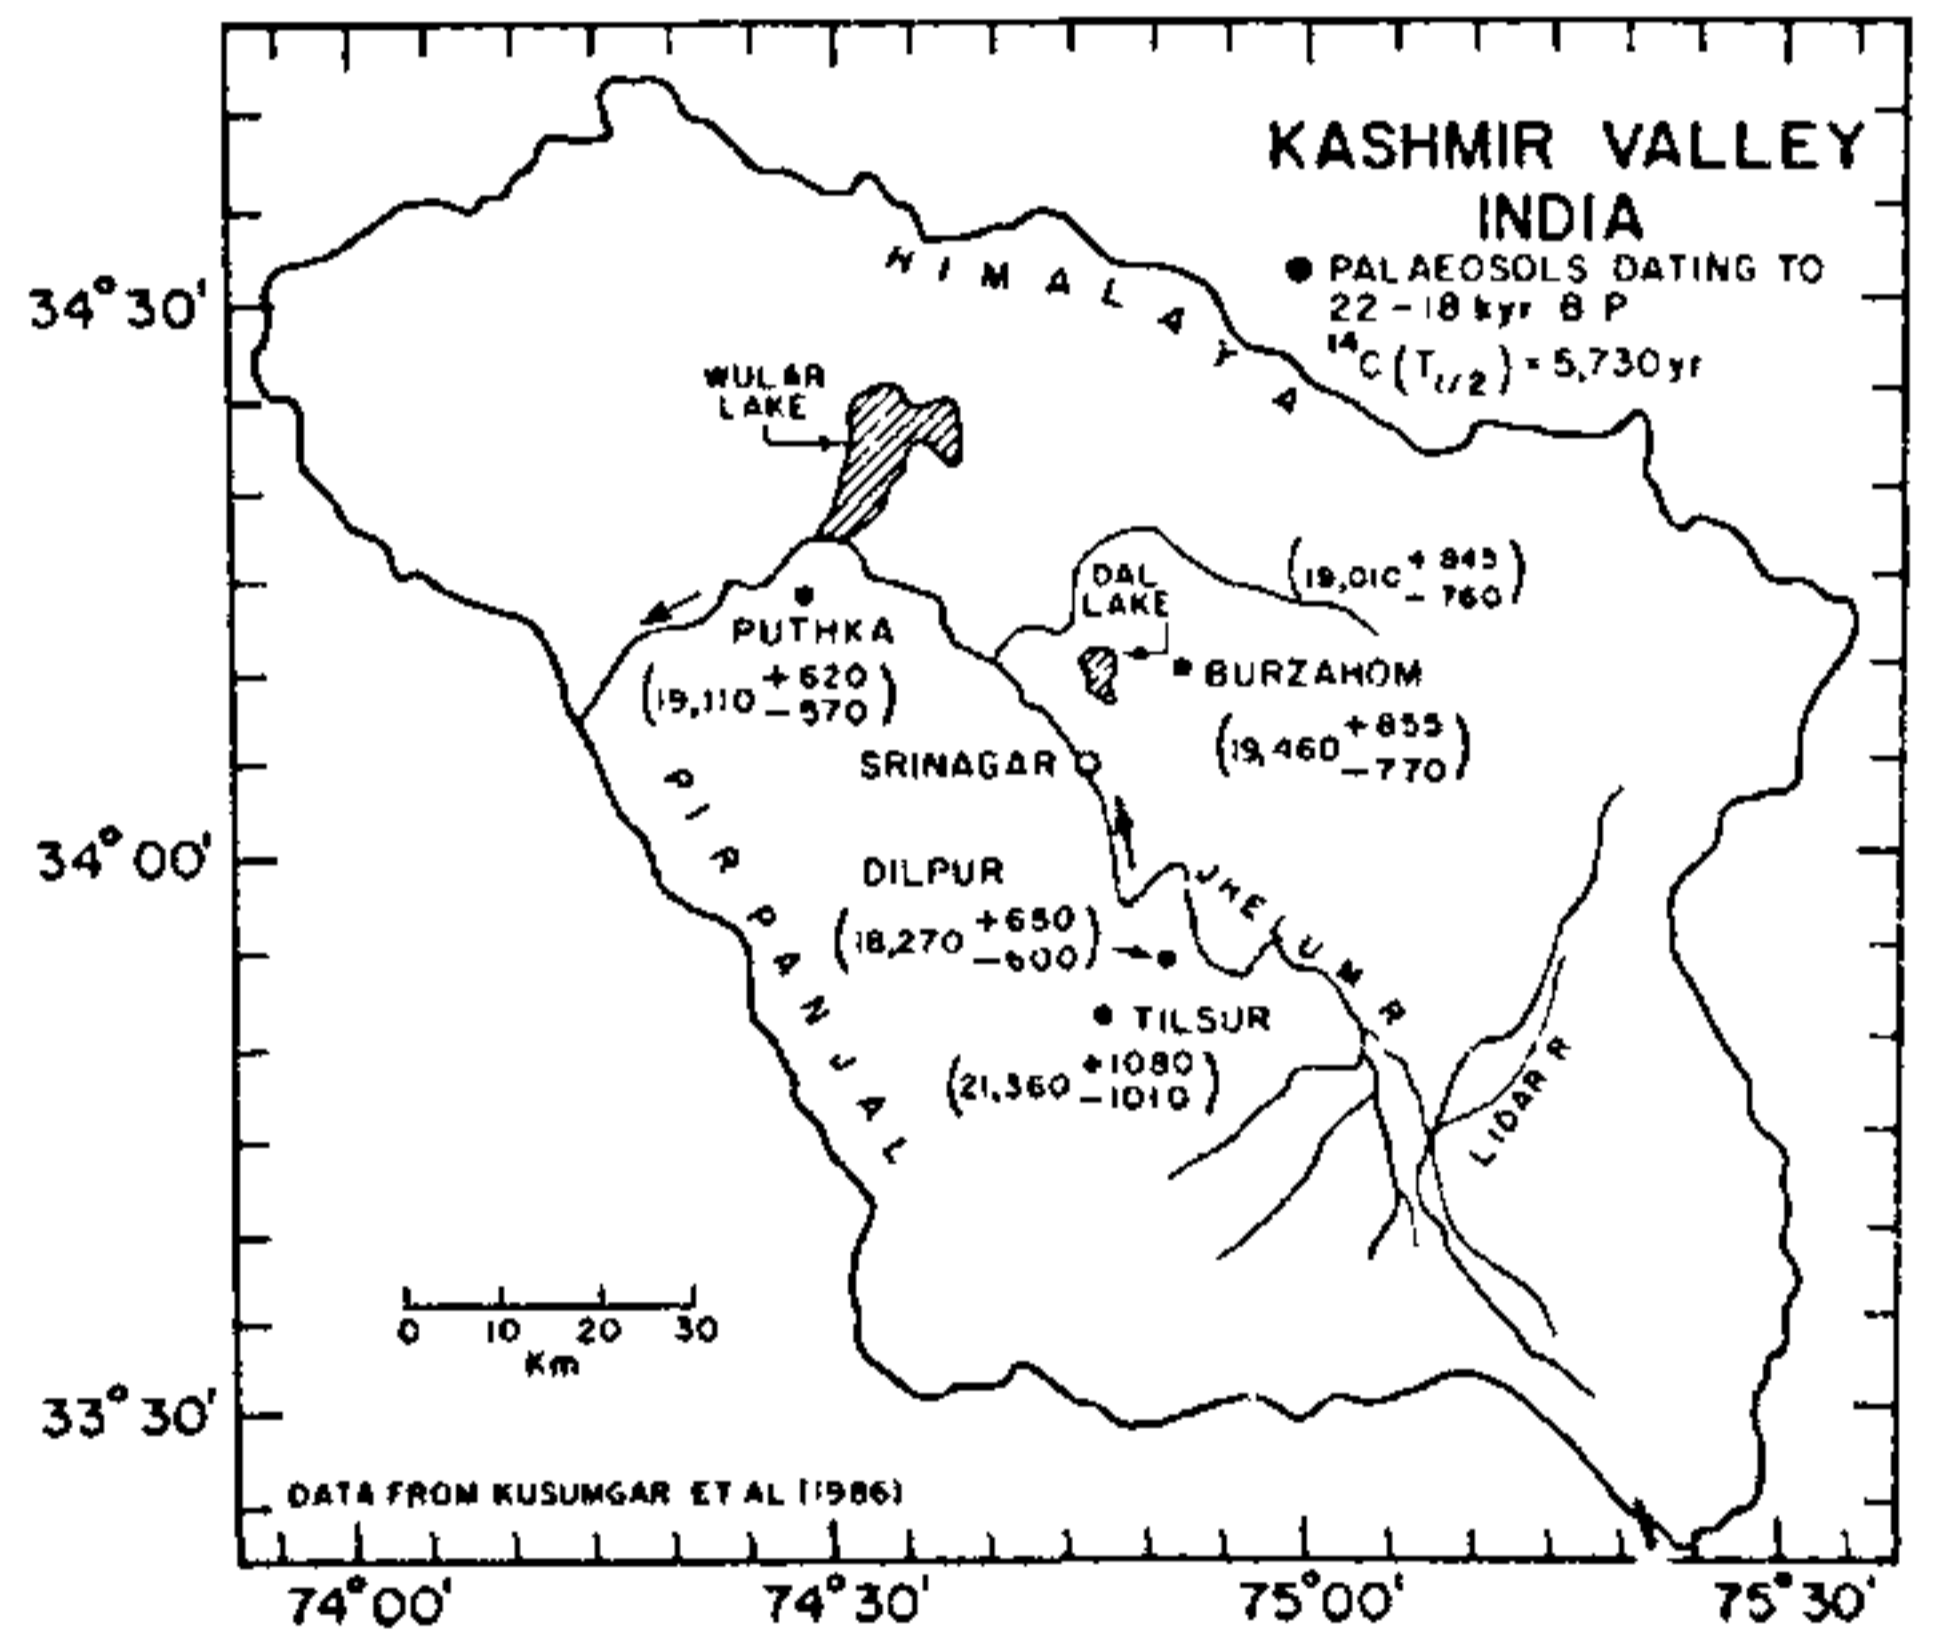 KASHMIR VALLEY
INDIA
● PALAEOSOLS DATING TO
22-18 kyr B P
¹⁴C (T1/2) = 5,730 yr
HIMALAYA
34° 30'
WULAR
LAKE
DAL
LAKE
+845
-760
PUTHKA
(19,110 +620
-570)
BURZAHOM
(19,460 +855
-770)
SRINAGAR
PIR PANJAL
34° 00'
DILPUR
(18,270 +650
-600)
JHELUM R
TILSUR
(21,360 +1080
-1010)
LIDAR R
0 10 20 30
Km
33° 30'
DATA FROM KUSUMGAR ET AL (1986)
74° 00' 74° 30' 75° 00' 75° 30'